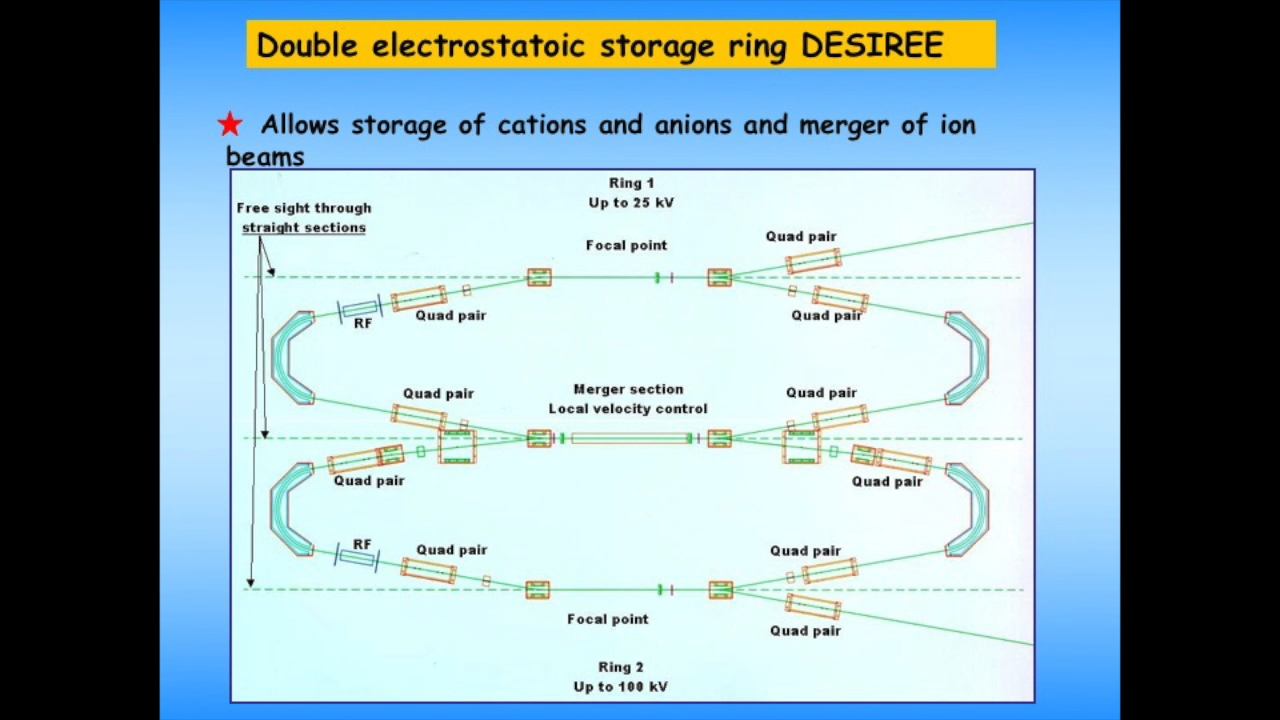 Double electrostatoic storage ring DESIREE
Allows storage of cations and anions and merger of ion
beams
Ring 1
Up to 25 kV
Free sight through
straight sections
Focal point
Quad pair
RF
Quad pair
Quad pair
Quad pair
Merger section
Local velocity control
Quad pair
Quad pair
Quad pair
RF
Quad pair
Quad pair
Focal point
Quad pair
Ring 2
Up to 100 kV